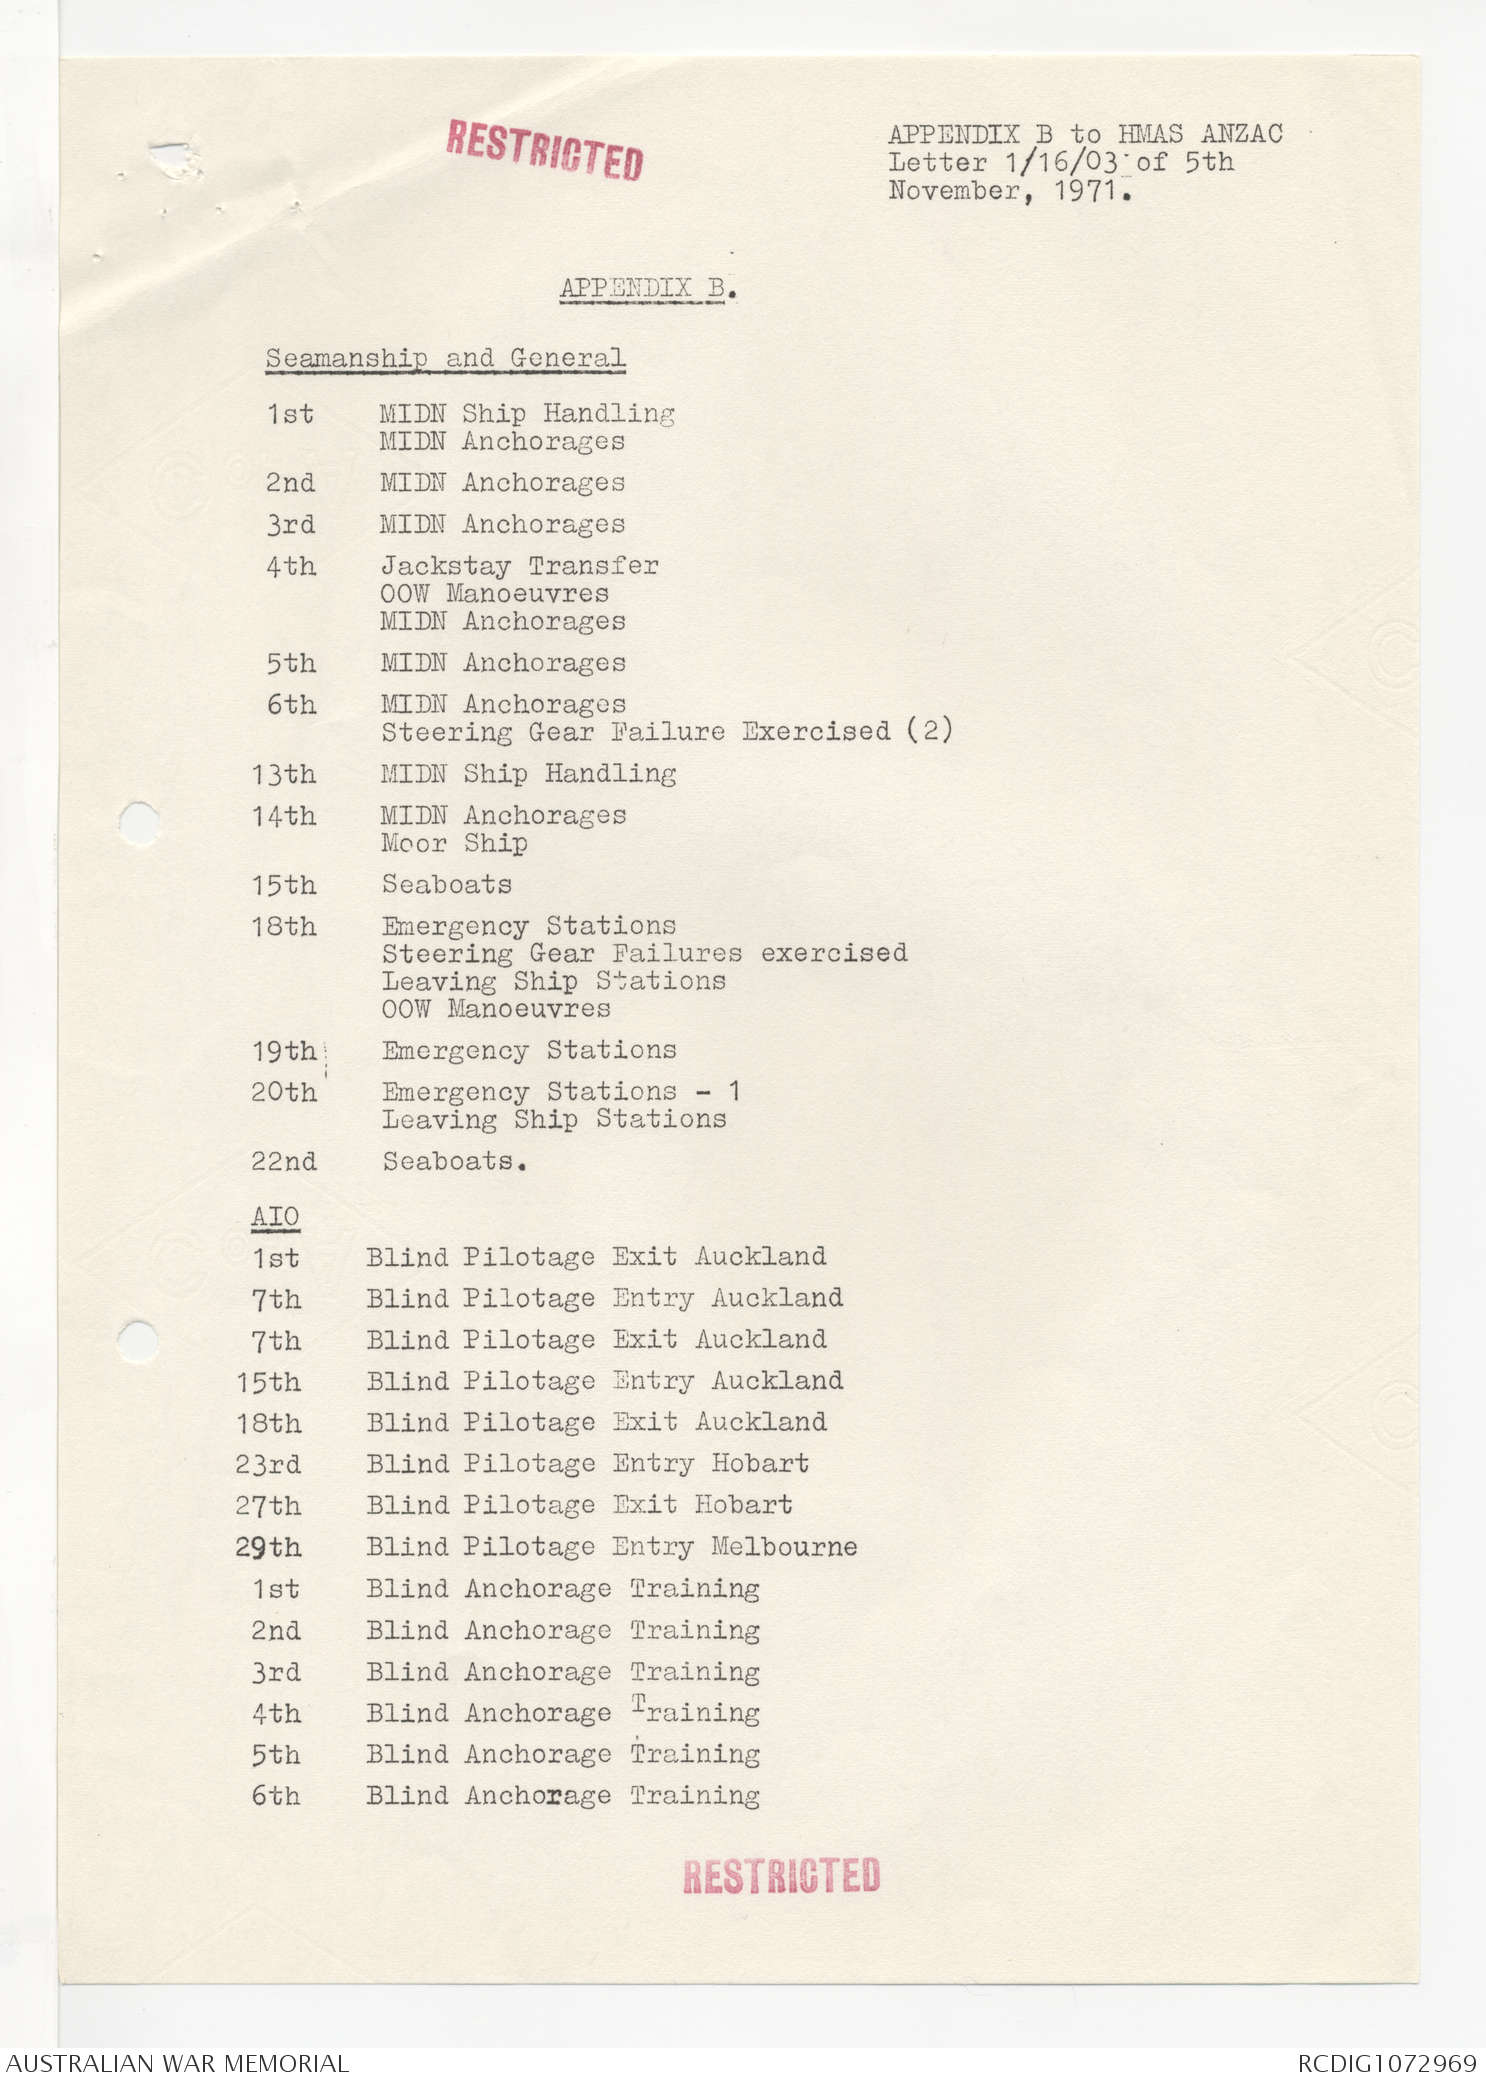 RESTRICTED
APPENDIX B to HMAS ANZAC
Letter 1/16/03 of 5th
November, 1971.
APPENDIX B.
Seamanship and General
1st MIDN Ship Handling
MIDN Anchorages
2nd MIDN Anchorages
3rd MIDN Anchorages
4th Jackstay Transfer
OOW Manoeuvres
MIDN Anchorages
5th MIDN Anchorages
6th MIDN Anchorages
Steering Gear Failure Exercised (2)
13th MIDN Ship Handling
14th MIDN Anchorages
Moor Ship
15th Seaboats
18th Emergency Stations
Steering Gear Failures exercised
Leaving Ship Stations
OOW Manoeuvres
19th Emergency Stations
20th Emergency Stations - 1
Leaving Ship Stations
22nd Seaboats.
AIO
1st Blind Pilotage Exit Auckland
7th Blind Pilotage Entry Auckland
7th Blind Pilotage Exit Auckland
15th Blind Pilotage Entry Auckland
18th Blind Pilotage Exit Auckland
23rd Blind Pilotage Entry Hobart
27th Blind Pilotage Exit Hobart
29th Blind Pilotage Entry Melbourne
1st Blind Anchorage Training
2nd Blind Anchorage Training
3rd Blind Anchorage Training
4th Blind Anchorage Training
5th Blind Anchorage Training
6th Blind Anchorage Training
RESTRICTED
AUSTRALIAN WAR MEMORIAL
RCDIG1072969